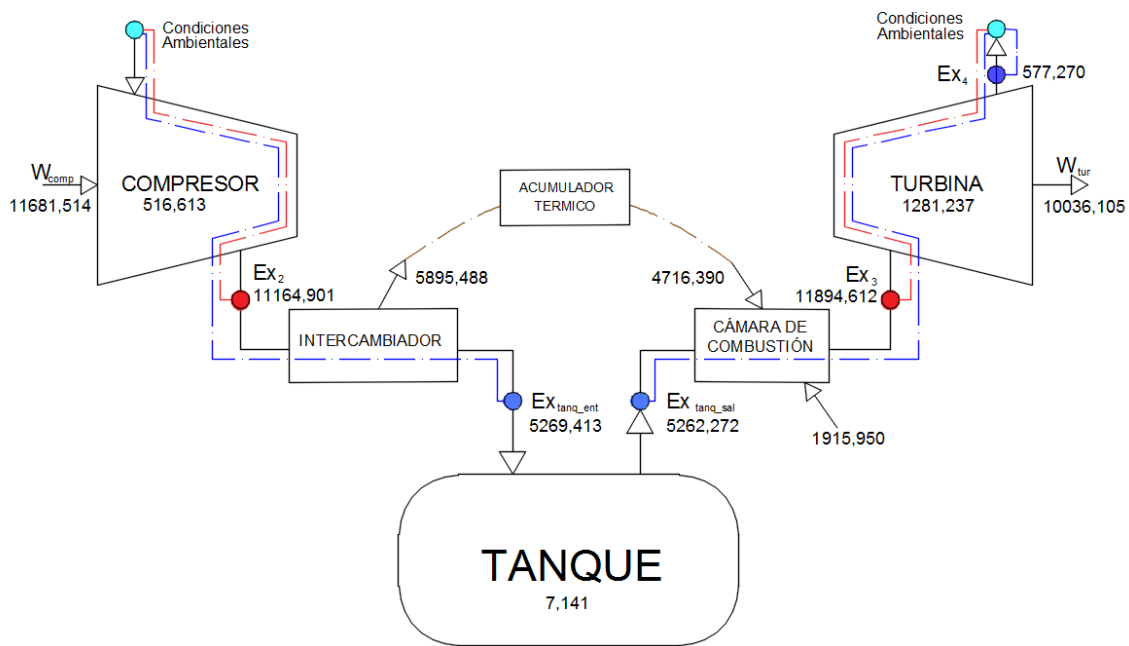 Condiciones
Ambientales
Condiciones
Ambientales
Ex4
577,270
Wcomp
11681,514
COMPRESOR
516,613
ACUMULADOR
TERMICO
TURBINA
1281,237
Wtur
10036,105
Ex2
11164,901
5895,488
4716,390
Ex3
11894,612
INTERCAMBIADOR
CÁMARA DE
COMBUSTIÓN
Extanq_ent
5269,413
Ex tanq_sal
5262,272
1915,950
TANQUE
7,141